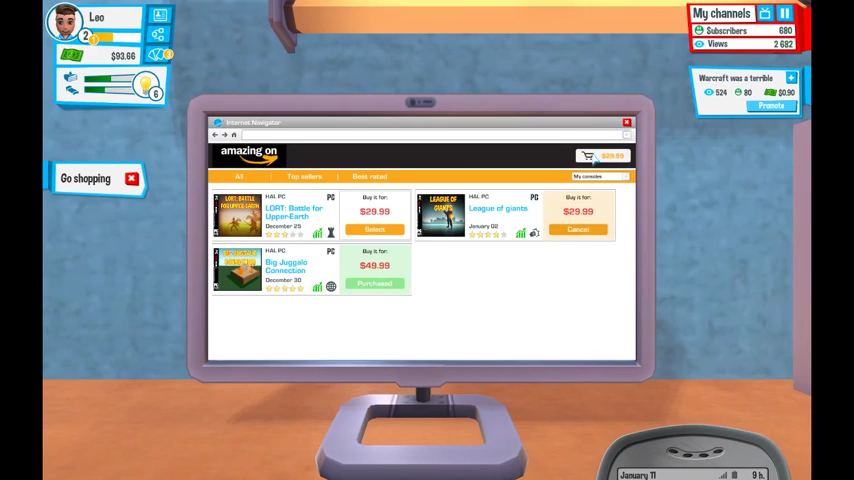 Leo
2
$93.66
6
Go shopping
My channels
Subscribers 680
Views 2 682
Warcraft was a terrible
524 80 $0.90
Promote
Internet Navigator
amazing on
$29.99
All Top sellers Best rated My consoles
HAL PC PC
LORT: Battle for
Upper-Earth
December 25
Buy it for:
$29.99
Select
HAL PC PC
LEAGUE OF
GIANTS
League of giants
January 02
Buy it for:
$29.99
Cancel
HAL PC PC
Big Juggalo
Connection
December 30
Buy it for:
$49.99
Purchased
January 11 9 h.